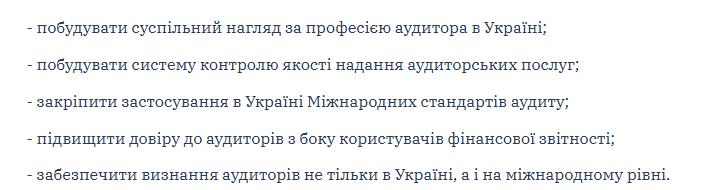 - побудувати суспільний нагляд за професією аудитора в Україні;
- побудувати систему контролю якості надання аудиторських послуг;
- закріпити застосування в Україні Міжнародних стандартів аудиту;
- підвищити довіру до аудиторів з боку користувачів фінансової звітності;
- забезпечити визнання аудиторів не тільки в Україні, а і на міжнародному рівні.